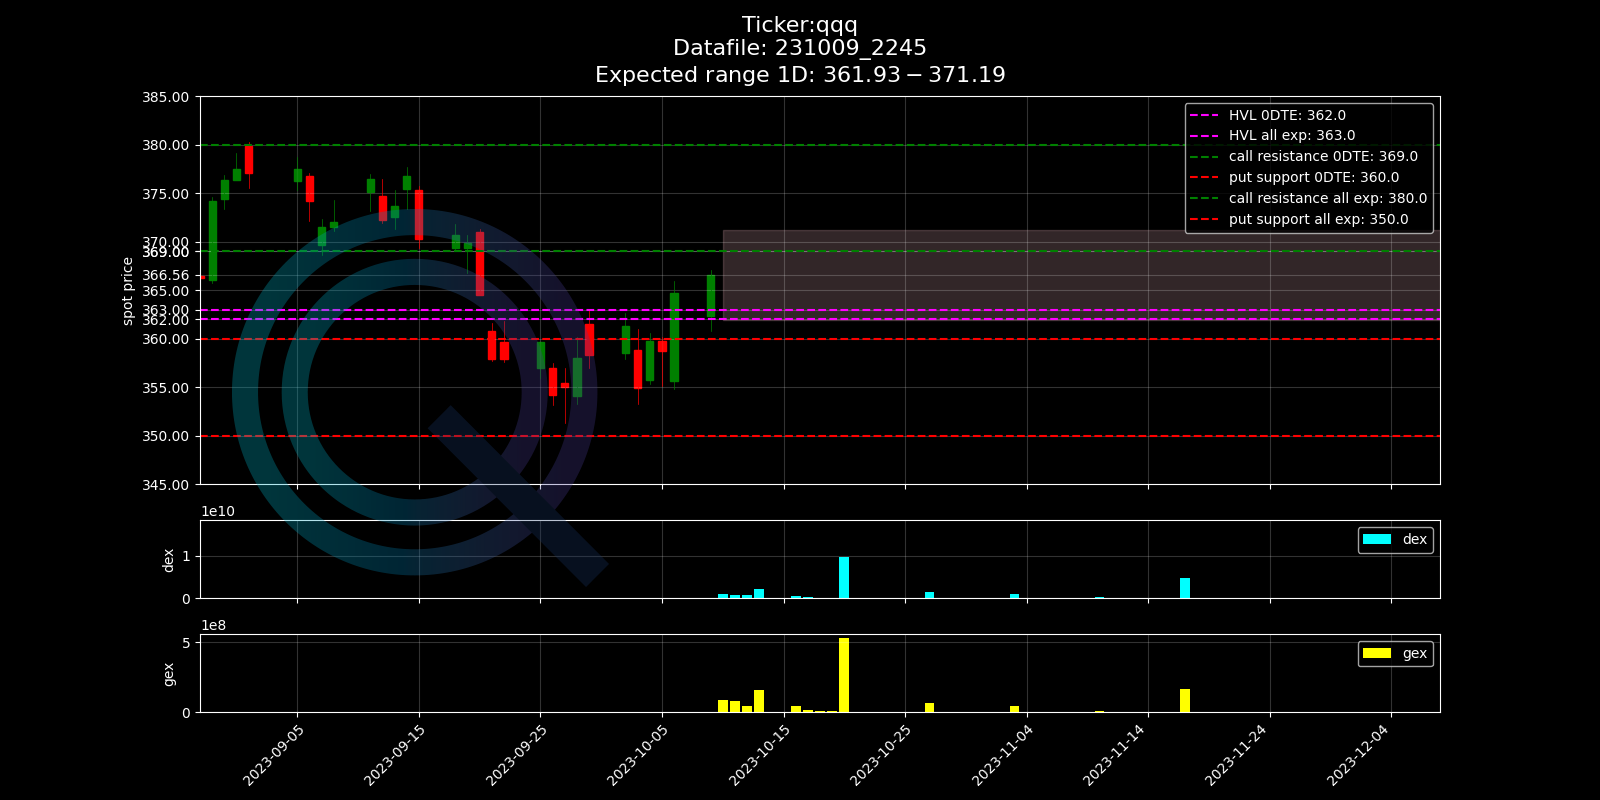 Ticker:qqq
Datafile: 231009_2245
Expected range 1D: 361.93 − 371.19
385.00
380.00
375.00
370.00
369.00
366.56
365.00
363.00
362.00
360.00
355.00
350.00
345.00
spot price
HVL 0DTE: 362.0
HVL all exp: 363.0
call resistance 0DTE: 369.0
put support 0DTE: 360.0
call resistance all exp: 380.0
put support all exp: 350.0
1e10
1
0
dex
dex
1e8
5
0
gex
gex
2023-09-05
2023-09-15
2023-09-25
2023-10-05
2023-10-15
2023-10-25
2023-11-04
2023-11-14
2023-11-24
2023-12-04